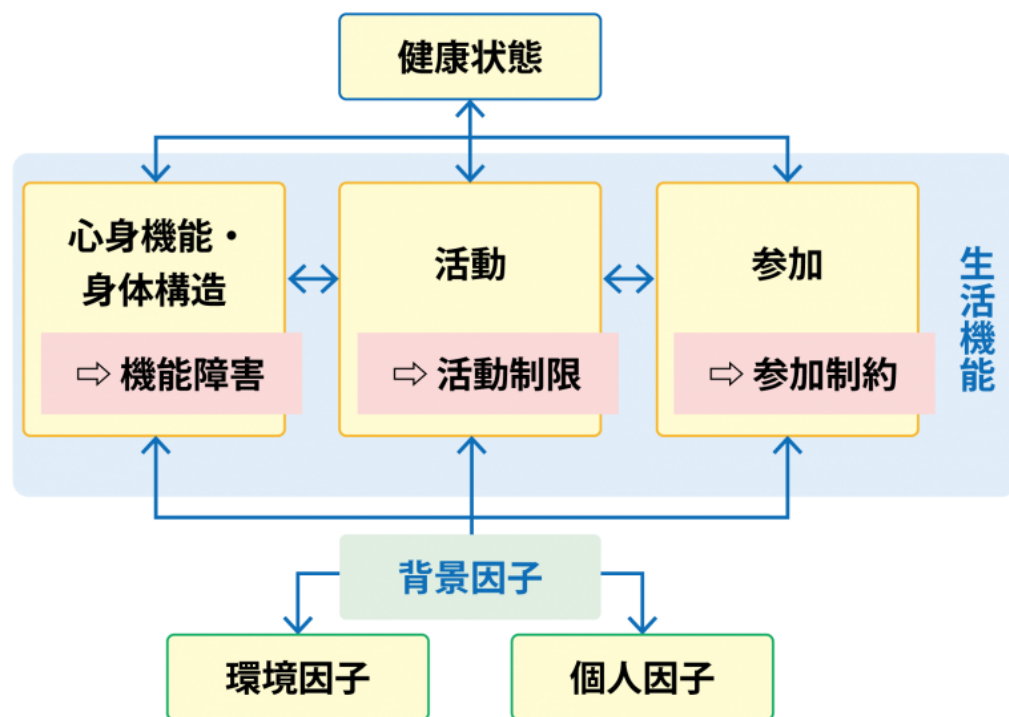 健康状態
心身機能・
身体構造
⇨ 機能障害
活動
⇨ 活動制限
参加
⇨ 参加制約
生活機能
背景因子
環境因子
個人因子